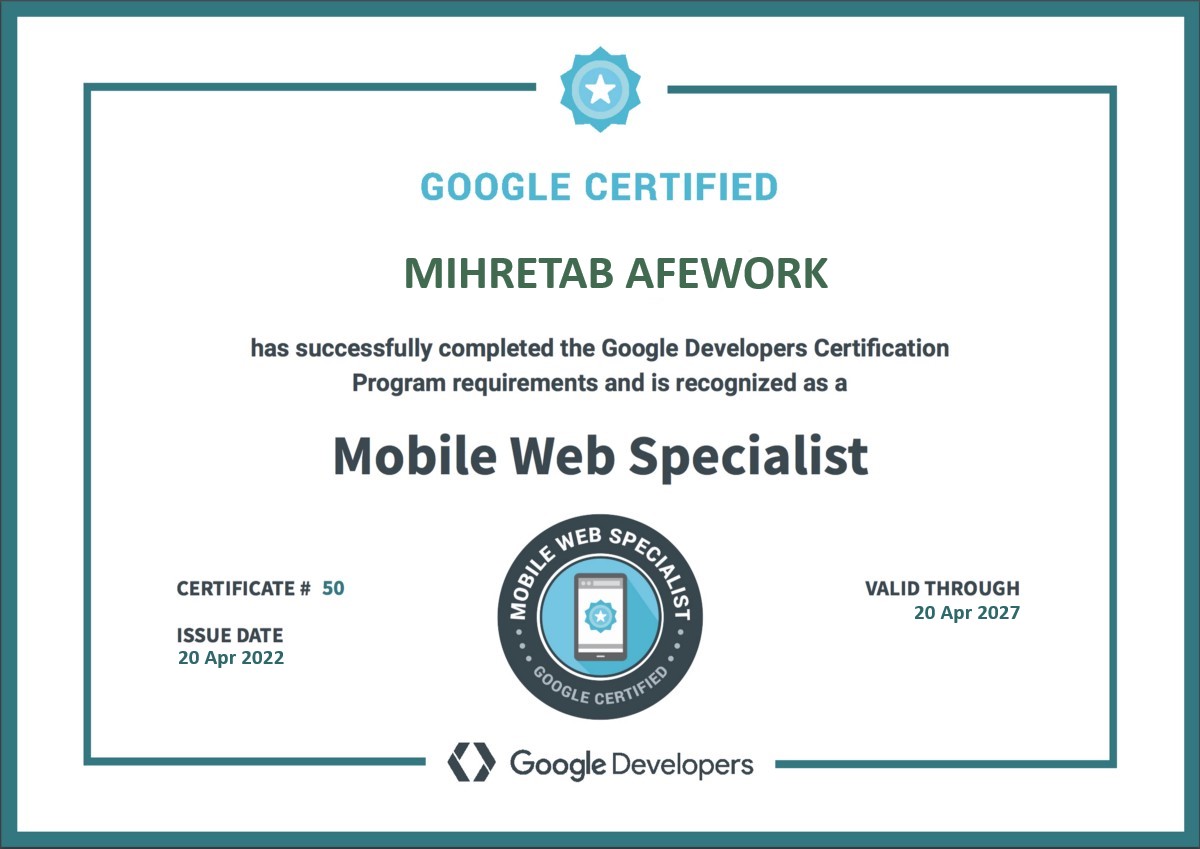 GOOGLE CERTIFIED
MIHRETAB AFEWORK
has successfully completed the Google Developers Certification
Program requirements and is recognized as a
Mobile Web Specialist
MOBILE WEB SPECIALIST
GOOGLE CERTIFIED
CERTIFICATE # 50
ISSUE DATE
20 Apr 2022
VALID THROUGH
20 Apr 2027
Google Developers